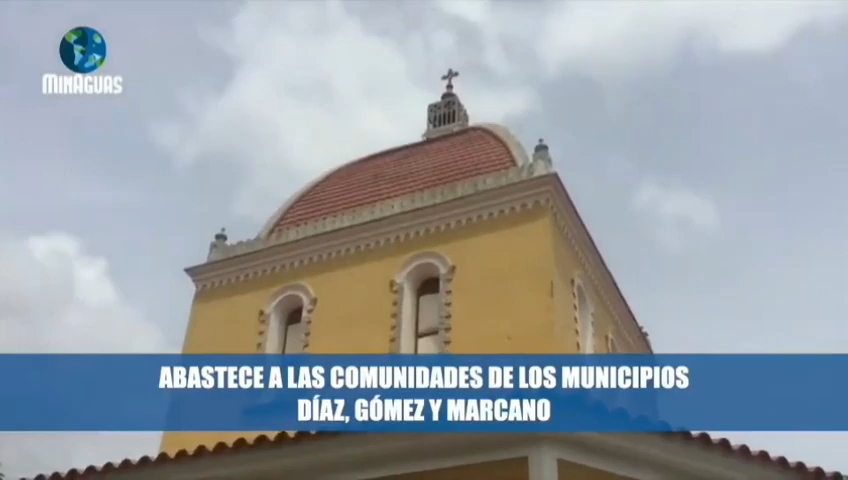 MINAGUAS
ABASTECE A LAS COMUNIDADES DE LOS MUNICIPIOS
DÍAZ, GÓMEZ Y MARCANO